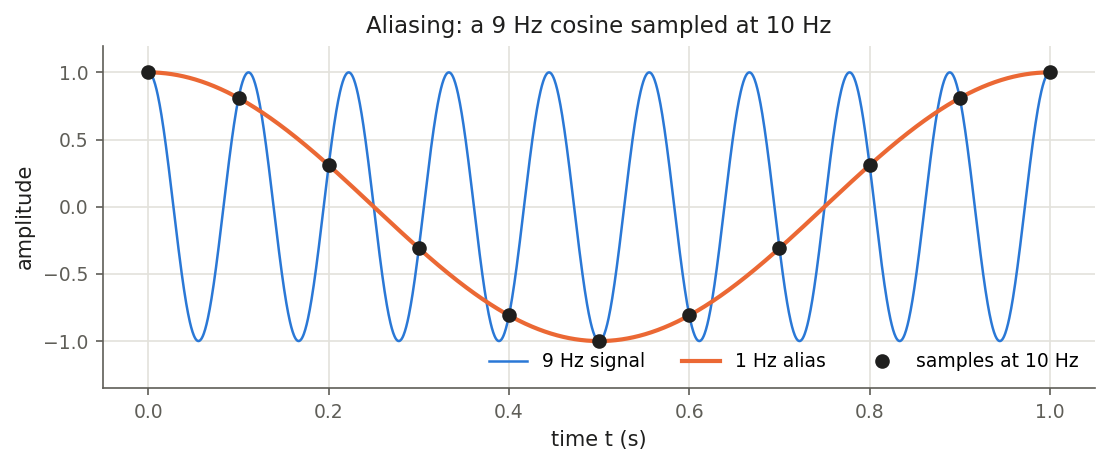 Aliasing: a 9 Hz cosine sampled at 10 Hz
amplitude
1.0
0.5
0.0
−0.5
−1.0
9 Hz signal
1 Hz alias
samples at 10 Hz
0.0 0.2 0.4 0.6 0.8 1.0
time t (s)